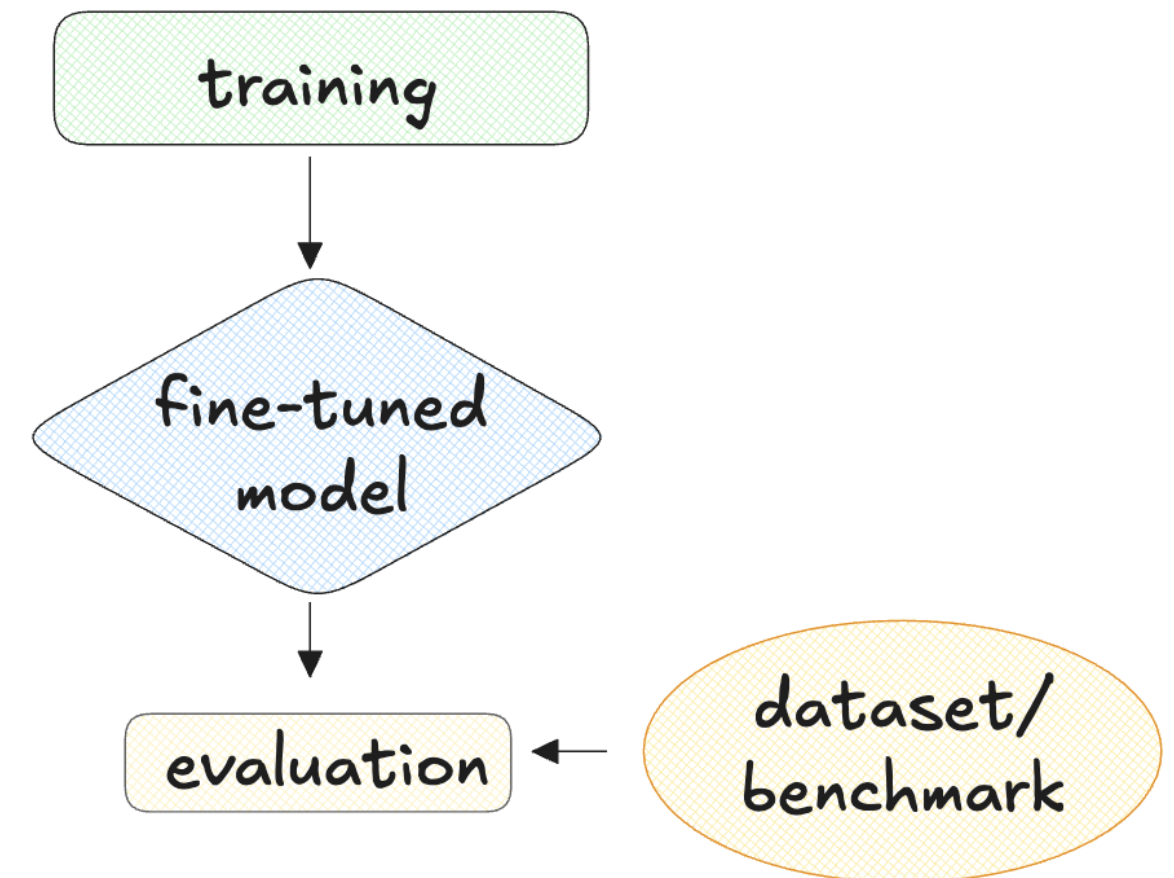 training
fine-tuned
model
evaluation
dataset/
benchmark